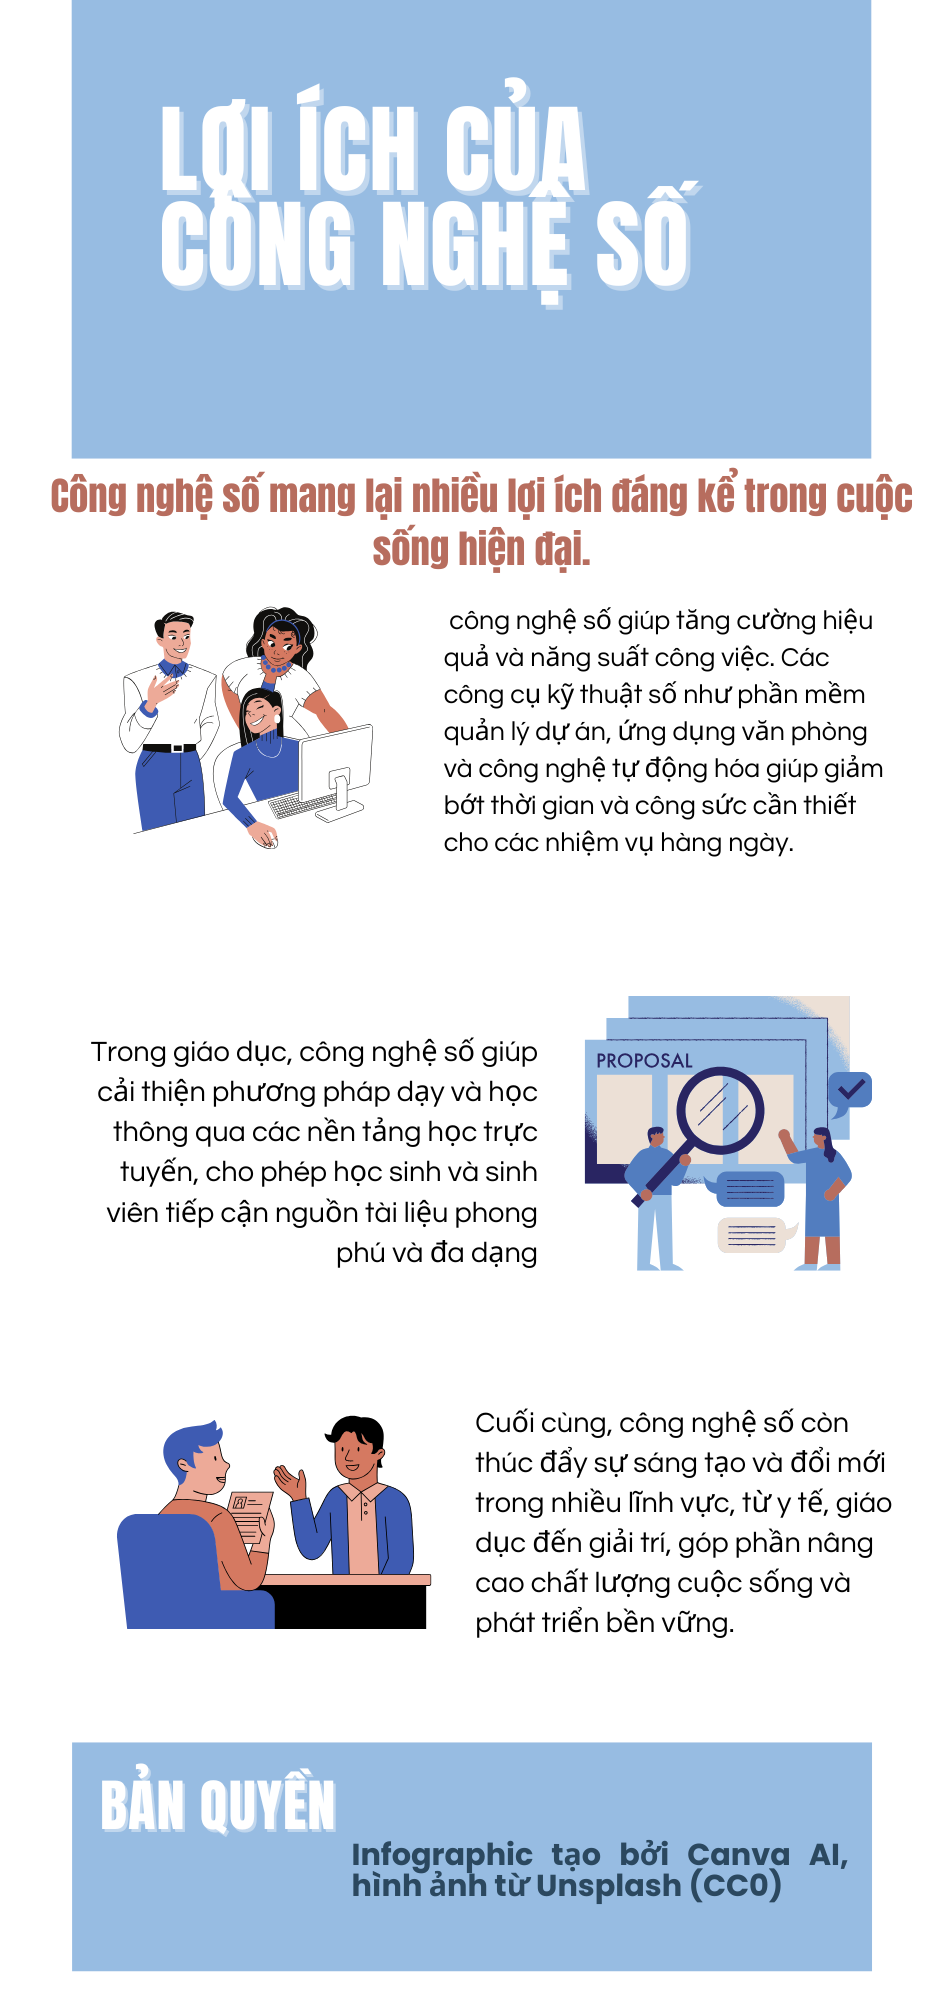 LỢI ÍCH CỦA
CÔNG NGHỆ SỐ
Công nghệ số mang lại nhiều lợi ích đáng kể trong cuộc
sống hiện đại.
công nghệ số giúp tăng cường hiệu
quả và năng suất công việc. Các
công cụ kỹ thuật số như phần mềm
quản lý dự án, ứng dụng văn phòng
và công nghệ tự động hóa giúp giảm
bớt thời gian và công sức cần thiết
cho các nhiệm vụ hàng ngày.
Trong giáo dục, công nghệ số giúp
cải thiện phương pháp dạy và học
thông qua các nền tảng học trực
tuyến, cho phép học sinh và sinh
viên tiếp cận nguồn tài liệu phong
phú và đa dạng
PROPOSAL
Cuối cùng, công nghệ số còn
thúc đẩy sự sáng tạo và đổi mới
trong nhiều lĩnh vực, từ y tế, giáo
dục đến giải trí, góp phần nâng
cao chất lượng cuộc sống và
phát triển bền vững.
BẢN QUYỀN
Infographic tạo bởi Canva AI,
hình ảnh từ Unsplash (CC0)